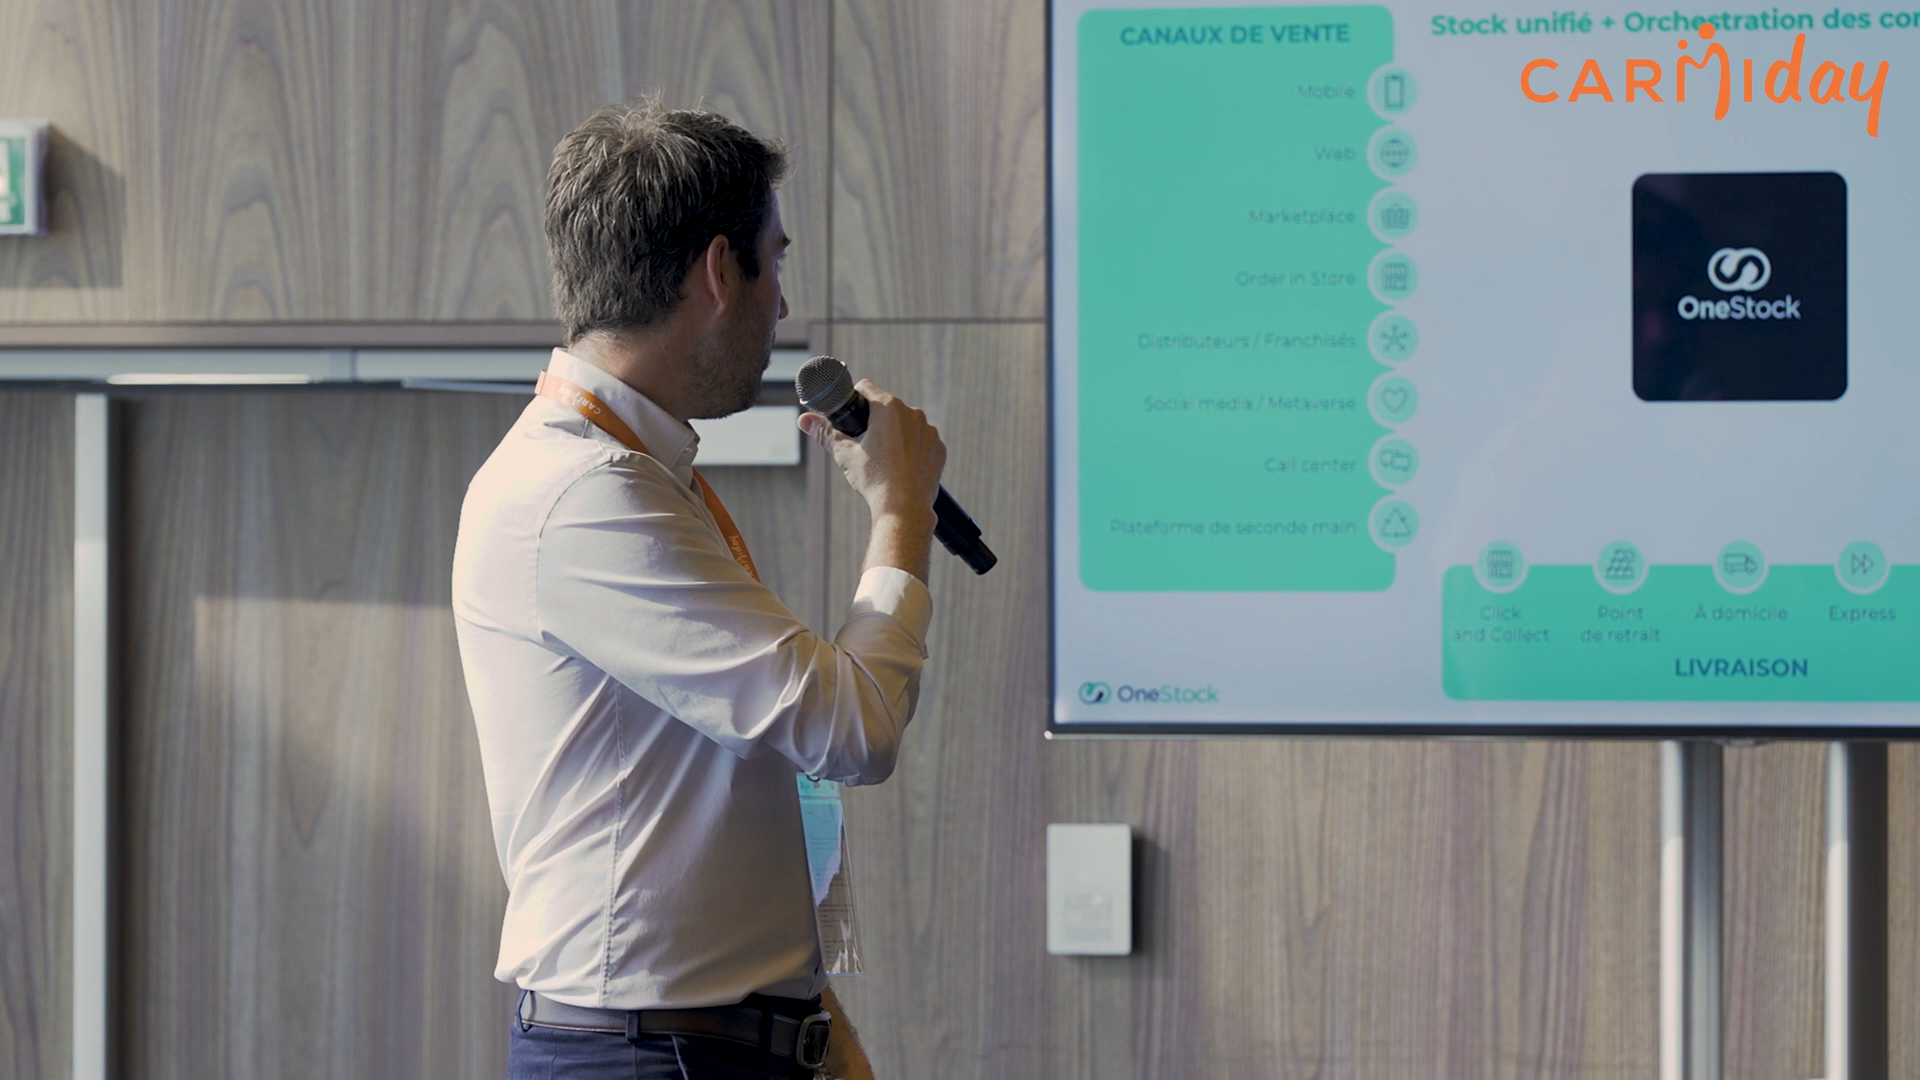 CANAUX DE VENTE
Mobile
Web
Marketplace
Order in Store
Distributeurs / Franchisés
Social media / Metaverse
Call center
Plateforme de seconde main
Stock unifié + Orchestration des
CARMIday
OneStock
Click
and Collect
Point
de retrait
À domicile
Express
LIVRAISON
OneStock